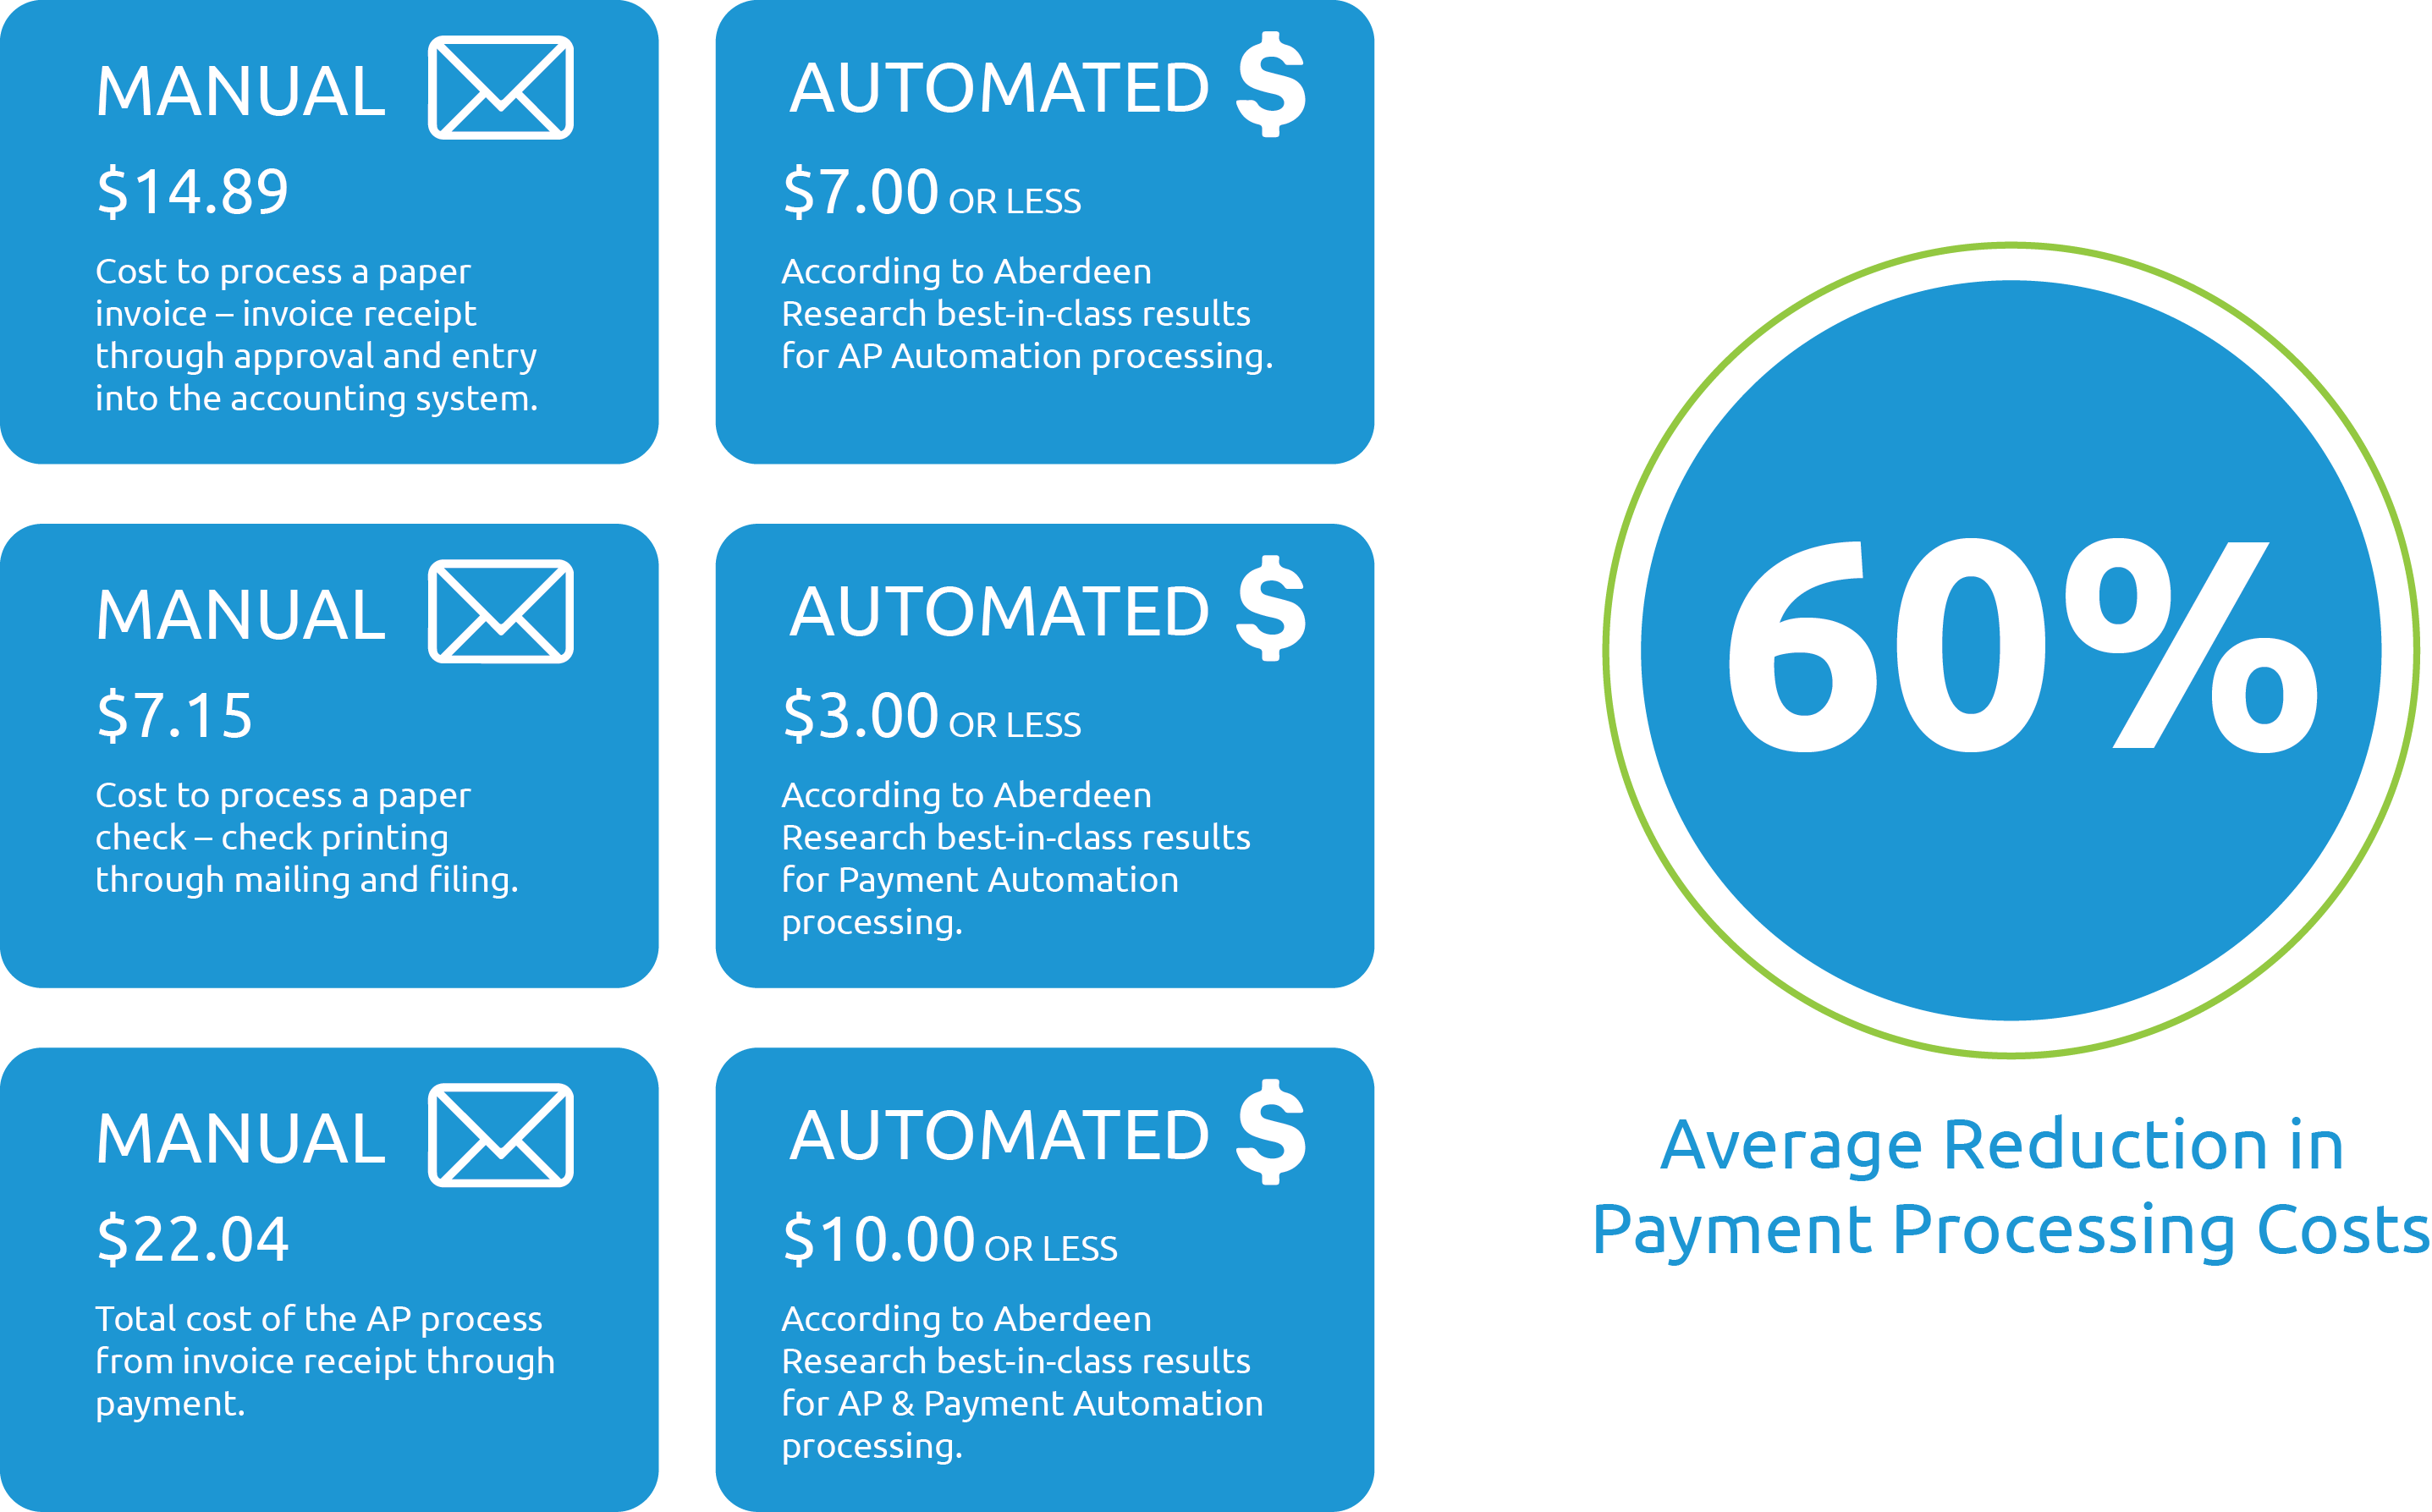 MANUAL
$14.89
Cost to process a paper
invoice – invoice receipt
through approval and entry
into the accounting system.
AUTOMATED $
$7.00 OR LESS
According to Aberdeen
Research best-in-class results
for AP Automation processing.
MANUAL
$7.15
Cost to process a paper
check – check printing
through mailing and filing.
AUTOMATED $
$3.00 OR LESS
According to Aberdeen
Research best-in-class results
for Payment Automation
processing.
MANUAL
$22.04
Total cost of the AP process
from invoice receipt through
payment.
AUTOMATED $
$10.00 OR LESS
According to Aberdeen
Research best-in-class results
for AP & Payment Automation
processing.
60%
Average Reduction in
Payment Processing Costs